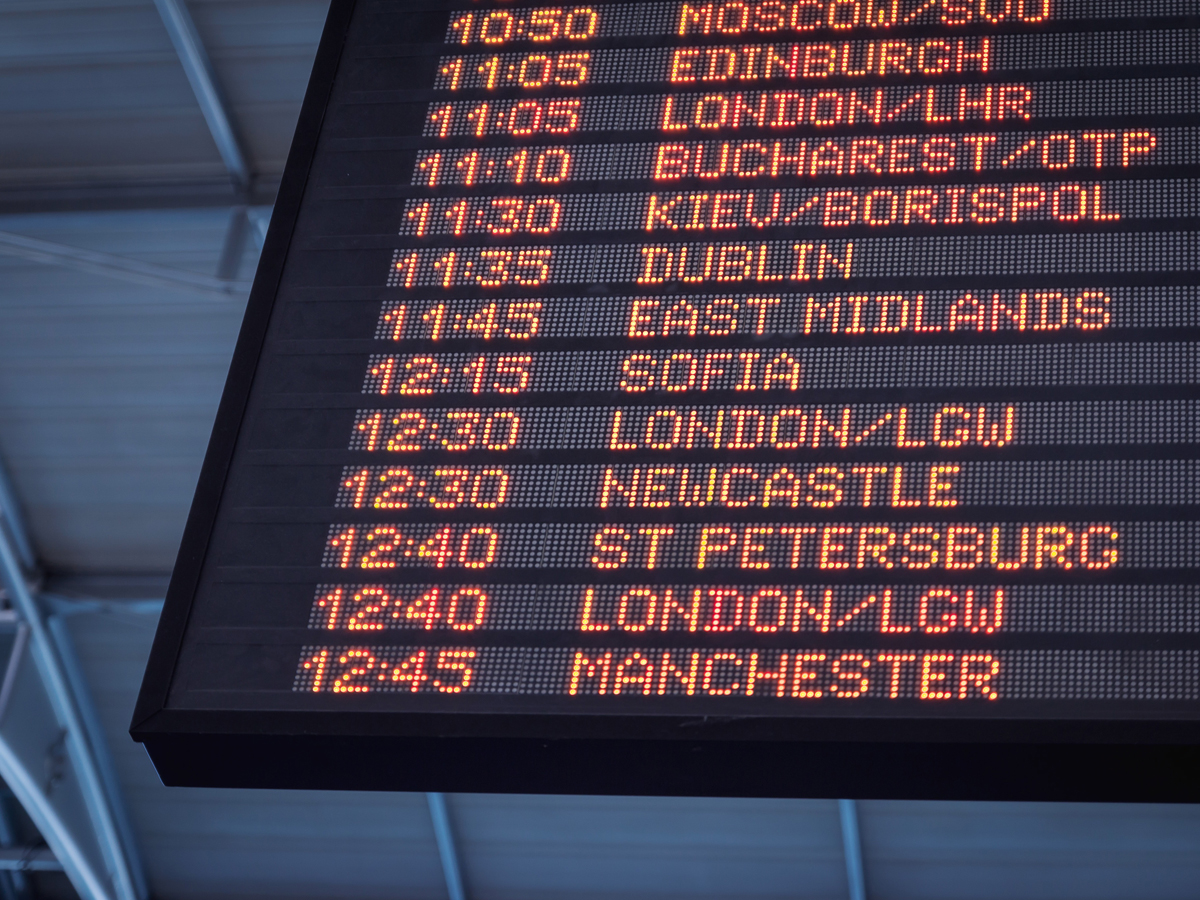 10:50 MOSCOW/SVO
11:05 EDINBURGH
11:05 LONDON/LHR
11:10 BUCHAREST/OTP
11:30 KIEV/BORISPOL
11:35 DUBLIN
11:45 EAST MIDLANDS
12:15 SOFIA
12:30 LONDON/LGW
12:30 NEWCASTLE
12:40 ST PETERSBURG
12:40 LONDON/LGW
12:45 MANCHESTER